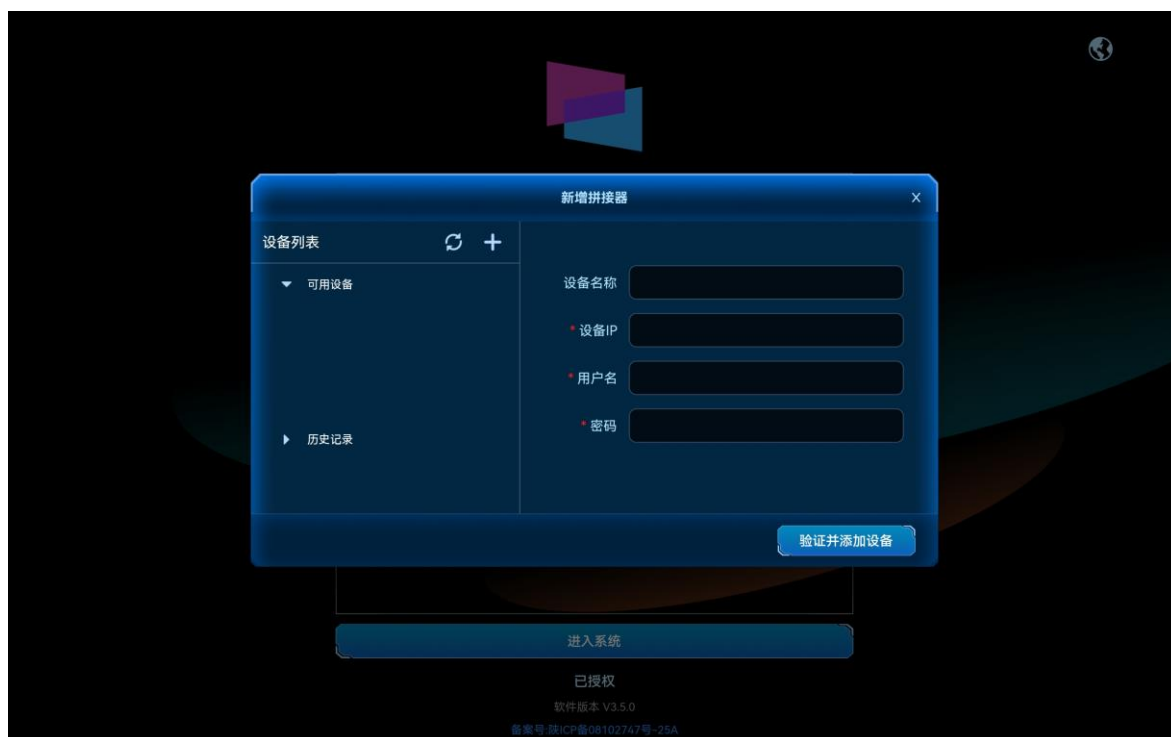 新增拼接器
X
设备列表
可用设备
历史记录
设备名称
*设备IP
*用户名
*密码
验证并添加设备
进入系统
已授权
软件版本 V3.5.0
备案号:陕ICP备08102747号-25A